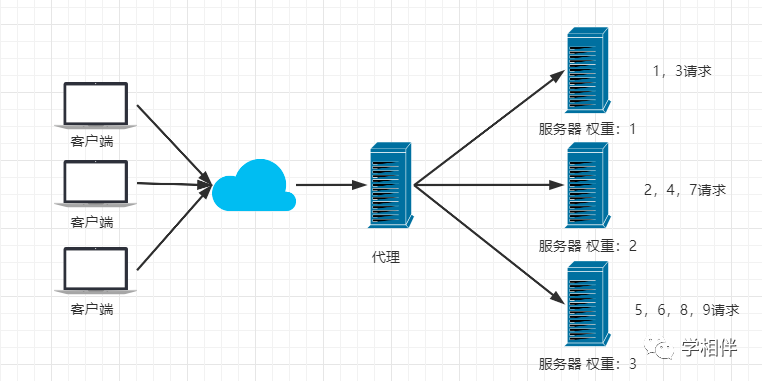 客户端
客户端
客户端
代理
服务器 权重：1
1，3请求
服务器 权重：2
2，4，7请求
服务器 权重：3
5，6，8，9请求
学相伴